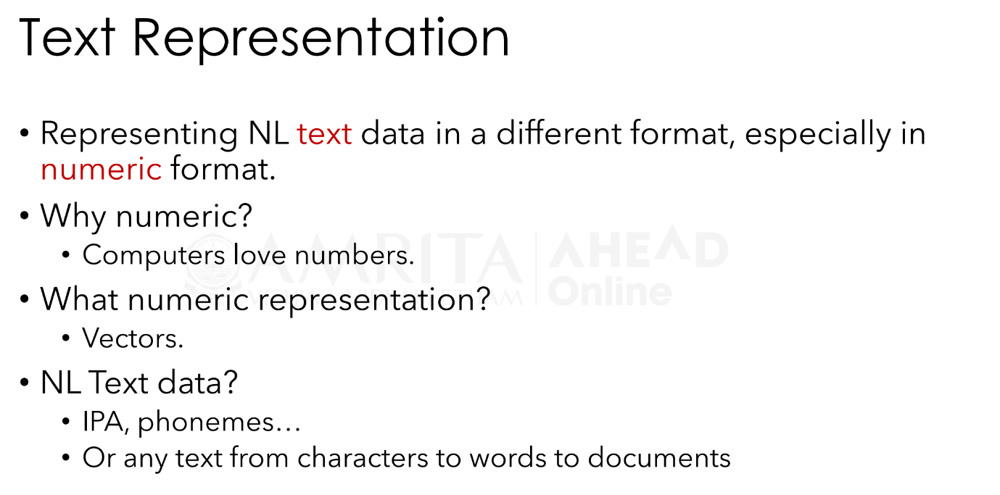 Text Representation
• Representing NL text data in a different format, especially in
numeric format.
• Why numeric?
• Computers love numbers.
• What numeric representation?
• Vectors.
• NL Text data?
• IPA, phonemes…
• Or any text from characters to words to documents
AMRITA
AHEAD
Online